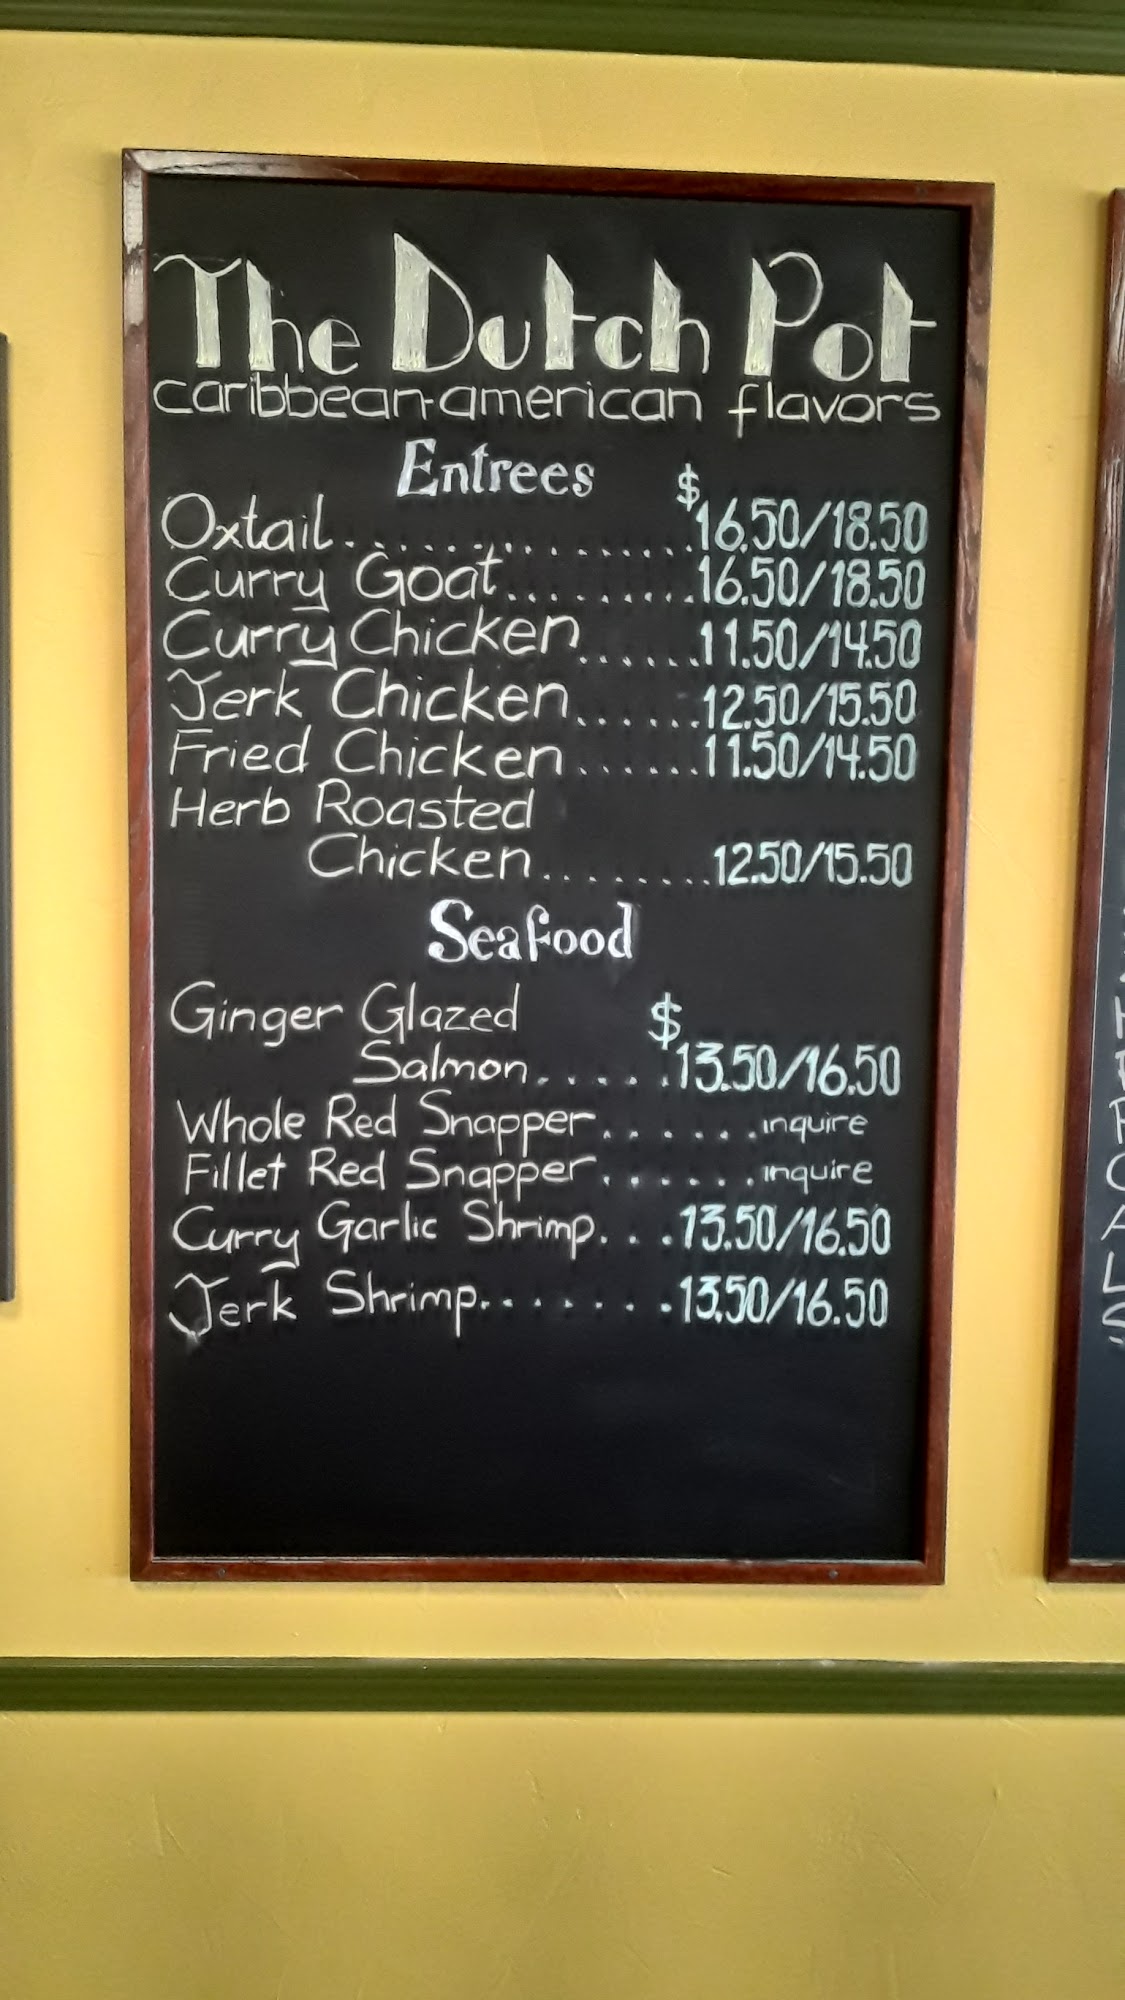 The Dutch Pot
caribbean-american flavors
Entrees $
Oxtail................16.50/18.50
Curry Goat.........16.50/18.50
Curry Chicken......11.50/14.50
Jerk Chicken......12.50/15.50
Fried Chicken......11.50/14.50
Herb Roasted
Chicken........12.50/15.50
Seafood
Ginger Glazed $
Salmon.....13.50/16.50
Whole Red Snapper......inquire
Fillet Red Snapper......inquire
Curry Garlic Shrimp...13.50/16.50
Jerk Shrimp........13.50/16.50